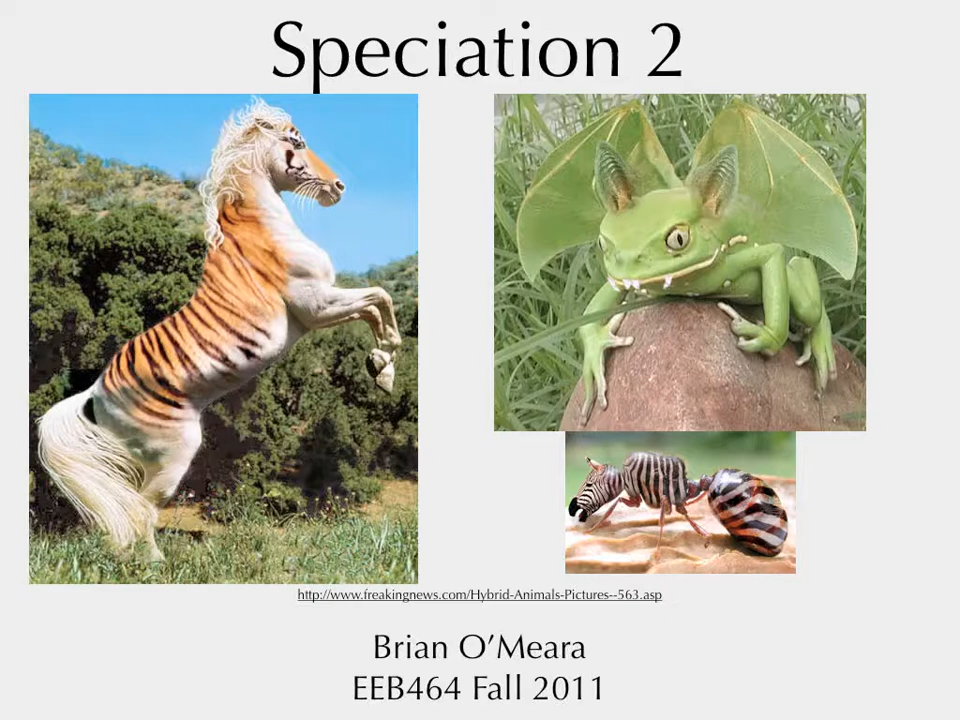 Speciation 2
http://www.freakingnews.com/Hybrid-Animals-Pictures--563.asp
Brian O’Meara
EEB464 Fall 2011